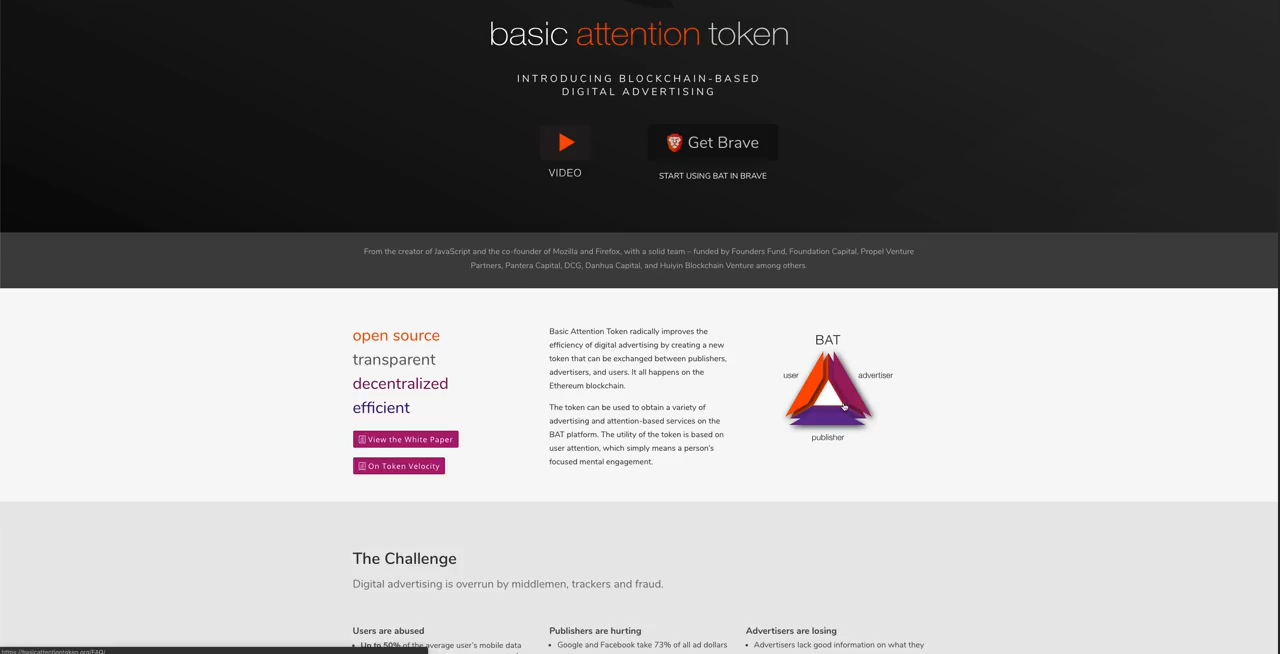 basic attention token
INTRODUCING BLOCKCHAIN-BASED
DIGITAL ADVERTISING
Get Brave
VIDEO
START USING BAT IN BRAVE
From the creator of JavaScript and the co-founder of Mozilla and Firefox, with a solid team – funded by Founders Fund, Foundation Capital, Propel Venture
Partners, Pantera Capital, DCG, Danhua Capital, and Huiyin Blockchain Venture among others.
open source
transparent
decentralized
efficient
View the White Paper
On Token Velocity
Basic Attention Token radically improves the
efficiency of digital advertising by creating a new
token that can be exchanged between publishers,
advertisers, and users. It all happens on the
Ethereum blockchain.
The token can be used to obtain a variety of
advertising and attention-based services on the
BAT platform. The utility of the token is based on
user attention, which simply means a person's
focused mental engagement.
BAT
user
advertiser
publisher
The Challenge
Digital advertising is overrun by middlemen, trackers and fraud.
Users are abused
• Up to 50% of the average user's mobile data
Publishers are hurting
• Google and Facebook take 73% of all ad dollars
Advertisers are losing
• Advertisers lack good information on what they
https://basicattentiontoken.org/FAQ/